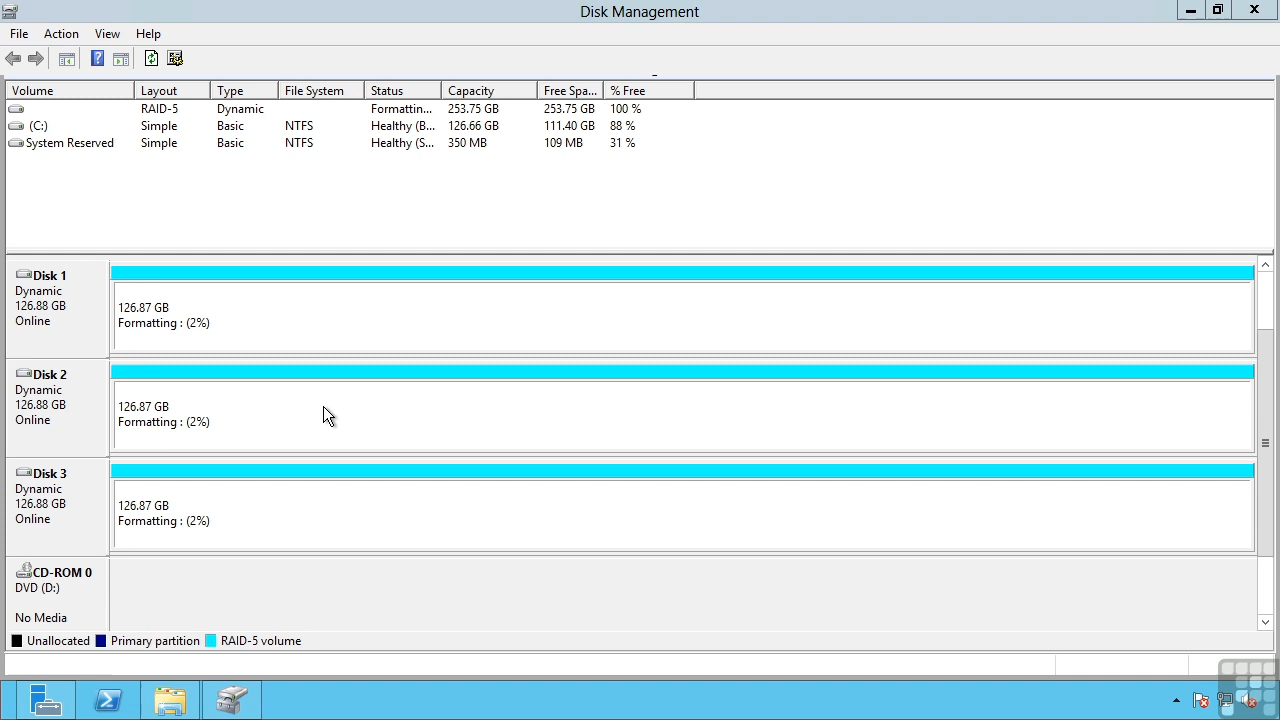 Disk Management
File Action View Help
Volume Layout Type File System Status Capacity Free Spa... % Free
RAID-5 Dynamic Formattin... 253.75 GB 253.75 GB 100 %
(C:) Simple Basic NTFS Healthy (B... 126.66 GB 111.40 GB 88 %
System Reserved Simple Basic NTFS Healthy (S... 350 MB 109 MB 31 %
Disk 1
Dynamic
126.88 GB
Online
126.87 GB
Formatting : (2%)
Disk 2
Dynamic
126.88 GB
Online
126.87 GB
Formatting : (2%)
Disk 3
Dynamic
126.88 GB
Online
126.87 GB
Formatting : (2%)
CD-ROM 0
DVD (D:)
No Media
Unallocated Primary partition RAID-5 volume